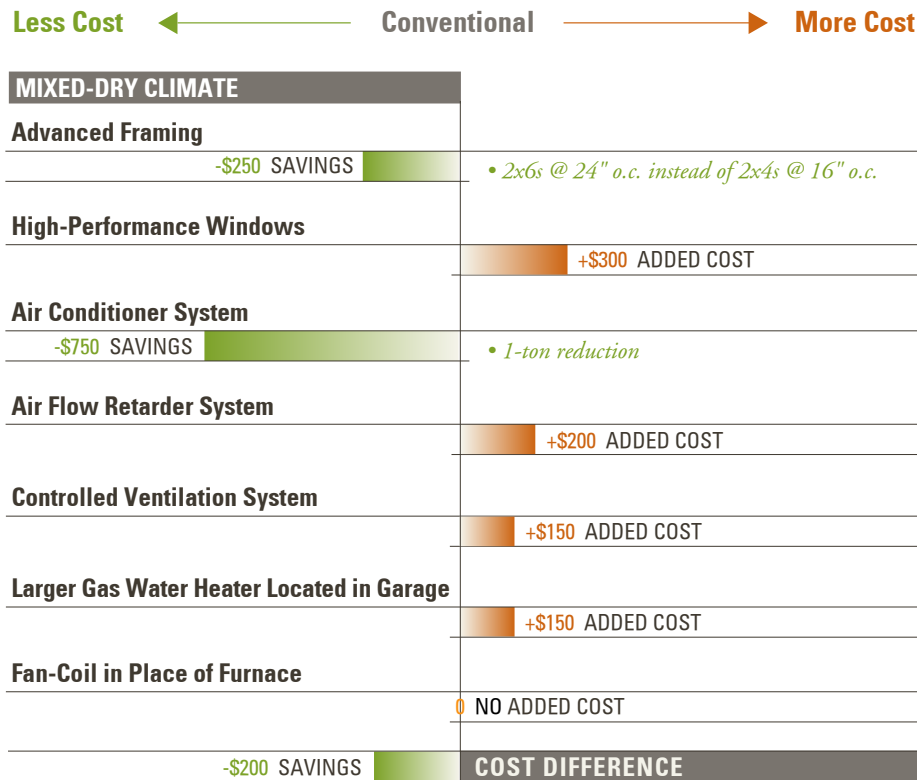 Less Cost Conventional More Cost
MIXED-DRY CLIMATE
Advanced Framing
-$250 SAVINGS • 2x6s @ 24" o.c. instead of 2x4s @ 16" o.c.
High-Performance Windows
+$300 ADDED COST
Air Conditioner System
-$750 SAVINGS • 1-ton reduction
Air Flow Retarder System
+$200 ADDED COST
Controlled Ventilation System
+$150 ADDED COST
Larger Gas Water Heater Located in Garage
+$150 ADDED COST
Fan-Coil in Place of Furnace
0 NO ADDED COST
-$200 SAVINGS COST DIFFERENCE